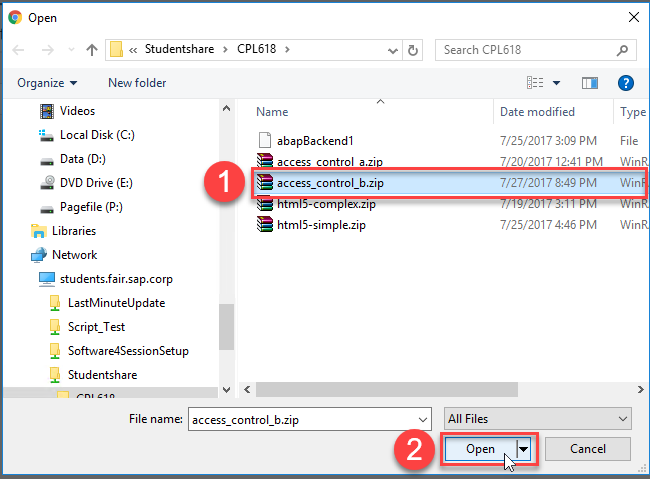 Open
« Studentshare › CPL618 ›
Search CPL618
Organize
New folder
Name
Date modified
Type
Videos
Local Disk (C:)
Data (D:)
DVD Drive (E:)
Pagefile (P:)
Libraries
Network
students.fair.sap.corp
LastMinuteUpdate
Script_Test
Software4SessionSetup
Studentshare
CPL618
abapBackend1 7/25/2017 3:09 PM File
access_control_a.zip 7/20/2017 12:41 PM WinR
1
access_control_b.zip 7/27/2017 8:49 PM WinR
html5-complex.zip 7/19/2017 3:11 PM WinR
html5-simple.zip 7/25/2017 4:46 PM WinR
File name: access_control_b.zip
All Files
2
Open
Cancel